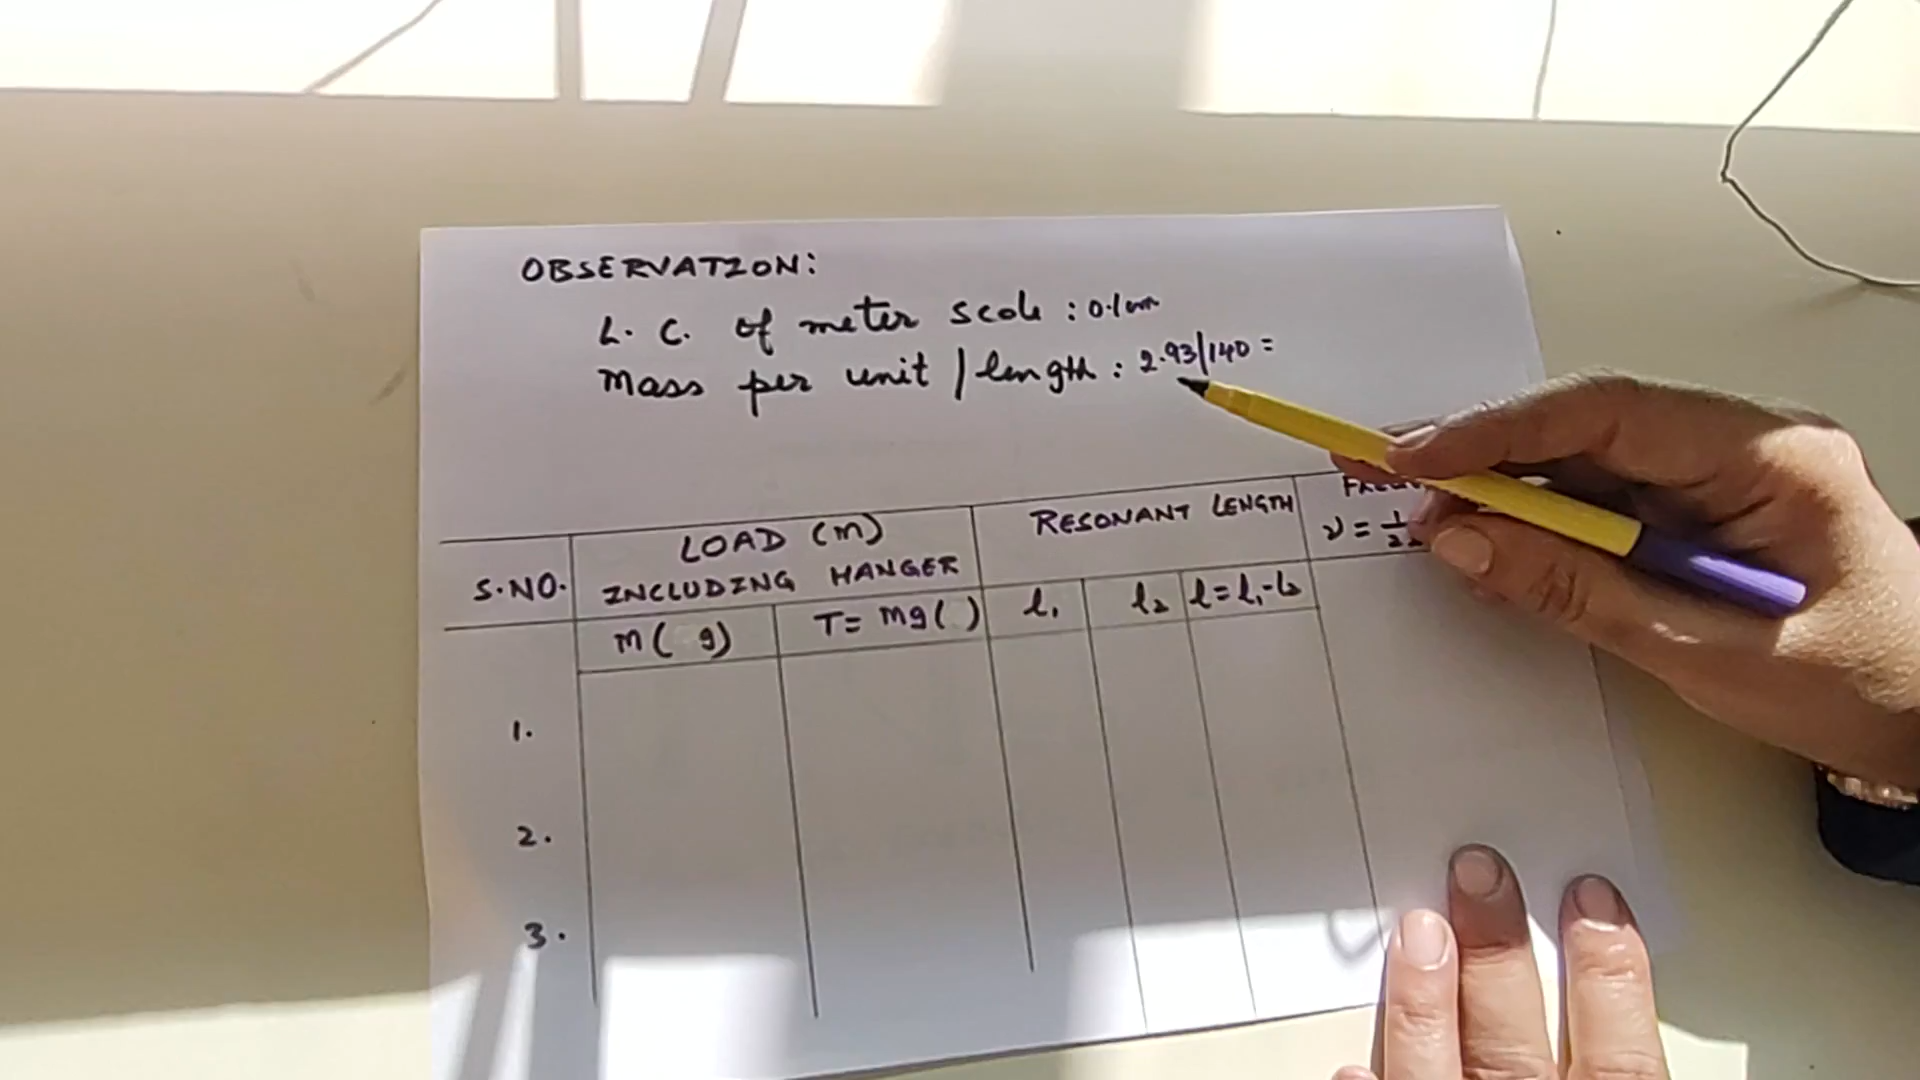 OBSERVATION:
L. C. of meter scale : 0.1cm
Mass per unit / length : 2.93/140 =
S.NO.
LOAD (m)
INCLUDING HANGER
RESONANT LENGTH
ν = 1
m ( g)
T = mg ( )
l₁
l₂
l = l₁-l₂
1.
2.
3.